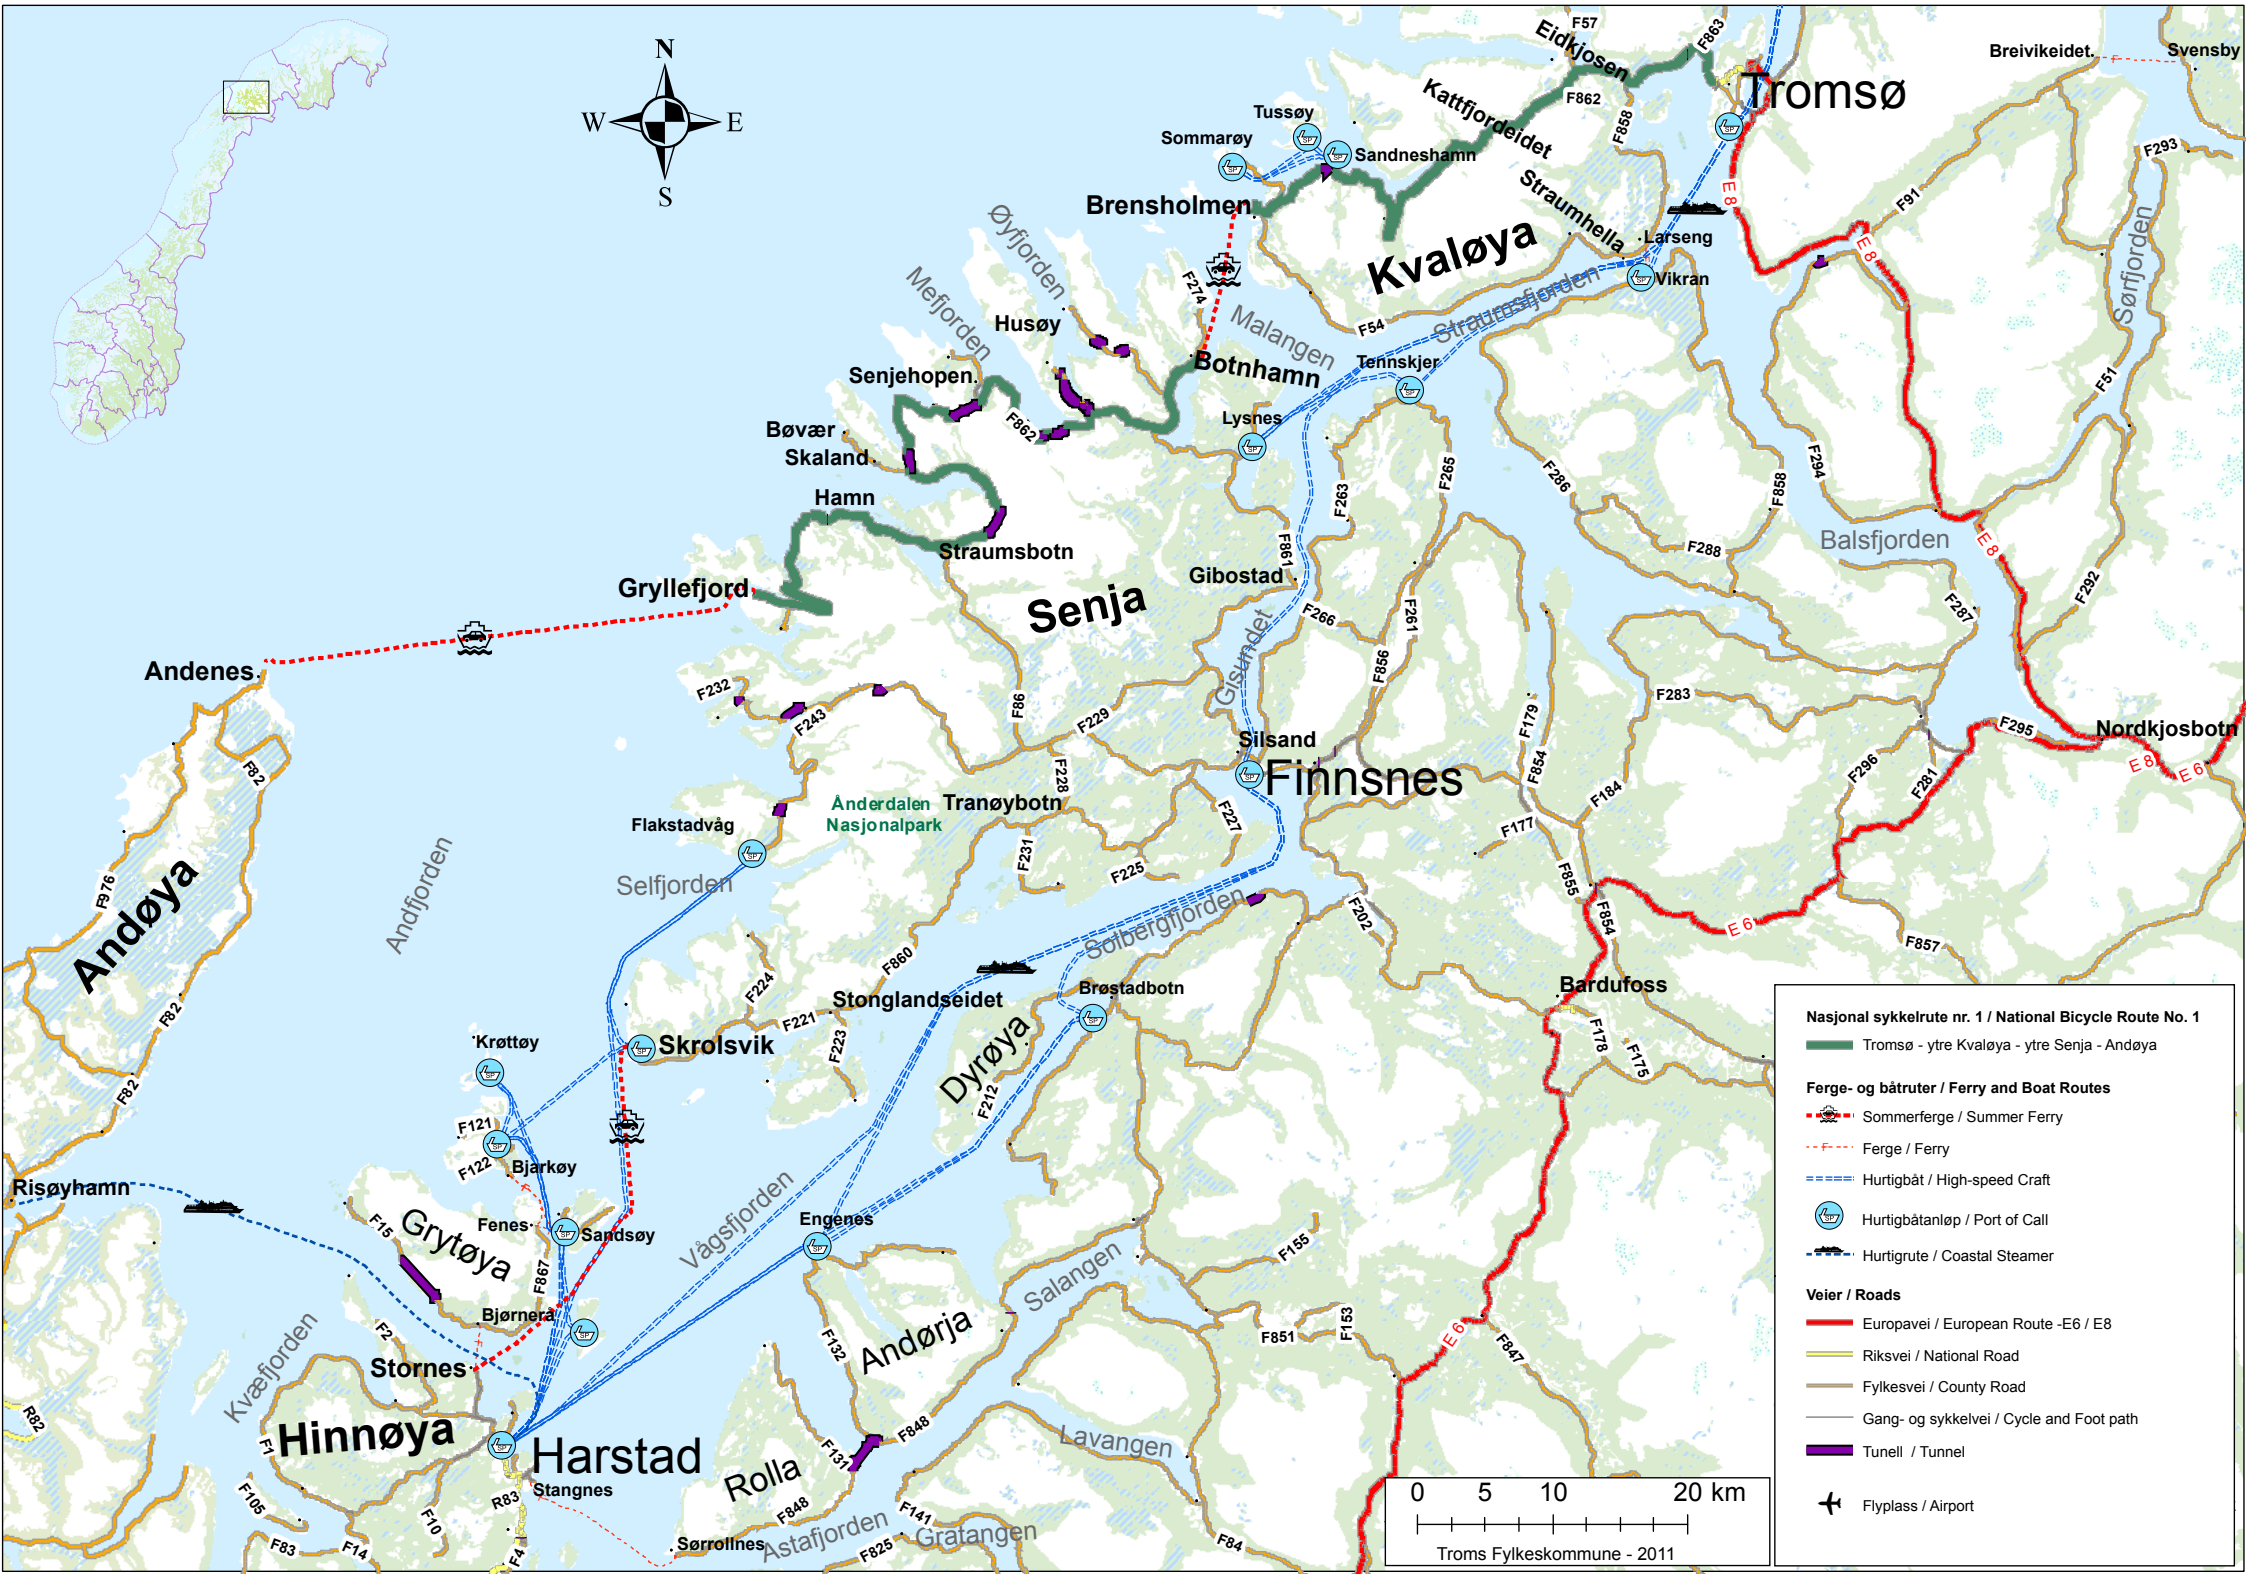 N
W
E
S
F57
Eidkjosen
F863
Breivikeidet.
Svensby
Tromsø
Kattfjordeidet
F862
F858
Tussøy
Sommarøy
Sandneshamn
F293
Brensholmen
Straumhella
E 8
F91
Øyfjorden
Kvaløya
Larseng
E 8
Sørfjorden
Mefjorden
F274
Vikran
Husøy
Malangen
F54
Straumsfjorden
Senjehopen.
Botnhamn
Tennskjer
F51
F862
Lysnes
Bøvær
Skaland
F265
F294
F286
F858
F263
Hamn
Straumsbotn
F861
F288
Balsfjorden
E 8
Gryllefjord
Gibostad
Senja
F292
F287
F266
F261
Andenes
Gisundet
F856
F232
F86
F283
F243
F229
F179
F295
Nordkjosbotn
Silsand
E 8
E 6
F82
F228
Finnsnes
F854
F296
F281
F184
Ånderdalen
Nasjonalpark
Tranøybotn
F227
Flakstadvåg
F177
F231
F225
F976
Andfjorden
Selfjorden
F855
Andøya
Solbergfjorden
F202
F854
E 6
F857
F860
F224
Stonglandseidet
Brøstadbotn
Bardufoss
F82
F221
Krøttøy
Skrolsvik
F223
Dyrøya
F178
F175
F82
F212
F121
F122
Bjarkøy
Risøyhamn
Vågsfjorden
F15
Grytøya
Fenes
Sandsøy
Engenes
F155
F867
Salangen
Bjørnerå
F2
F132
Andørja
F851
F153
E 6
F847
Kvæfjorden
Stornes
R82
F1
Hinnøya
F848
Lavangen
Harstad
F131
Rolla
Stangnes
F105
R83
F10
F848
F141
Astafjorden
Gratangen
F83
F14
F4
Sørrollnes
F825
F84
Nasjonal sykkelrute nr. 1 / National Bicycle Route No. 1
Tromsø - ytre Kvaløya - ytre Senja - Andøya
Ferge- og båtruter / Ferry and Boat Routes
Sommerferge / Summer Ferry
Ferge / Ferry
Hurtigbåt / High-speed Craft
SP
Hurtigbåtanløp / Port of Call
Hurtigrute / Coastal Steamer
Veier / Roads
Europavei / European Route -E6 / E8
Riksvei / National Road
Fylkesvei / County Road
Gang- og sykkelvei / Cycle and Foot path
Tunell / Tunnel
Flyplass / Airport
0 5 10 20 km
Troms Fylkeskommune - 2011